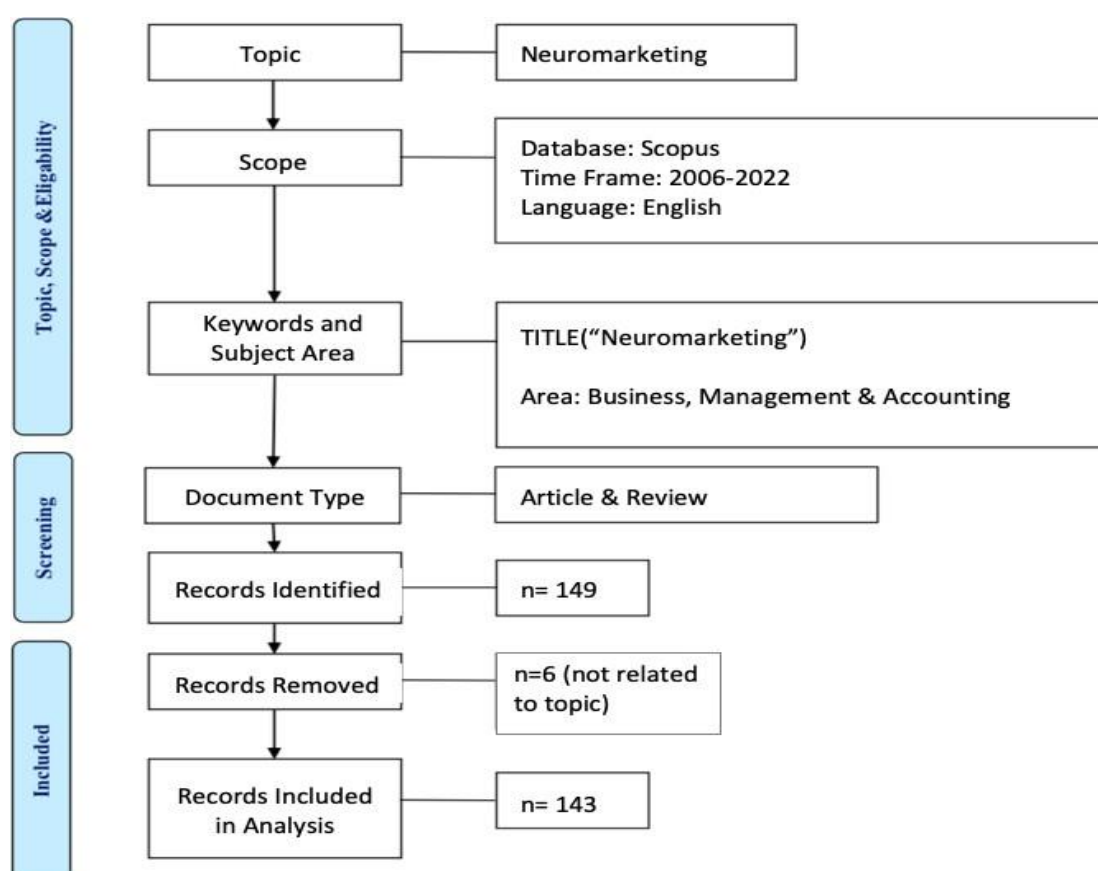 Topic, Scope &Eligability
Topic
Neuromarketing
Scope
Database: Scopus
Time Frame: 2006-2022
Language: English
Keywords and
Subject Area
TITLE(“Neuromarketing”)
Area: Business, Management & Accounting
Screening
Document Type
Article & Review
Records Identified
n= 149
Included
Records Removed
n=6 (not related
to topic)
Records Included
in Analysis
n= 143